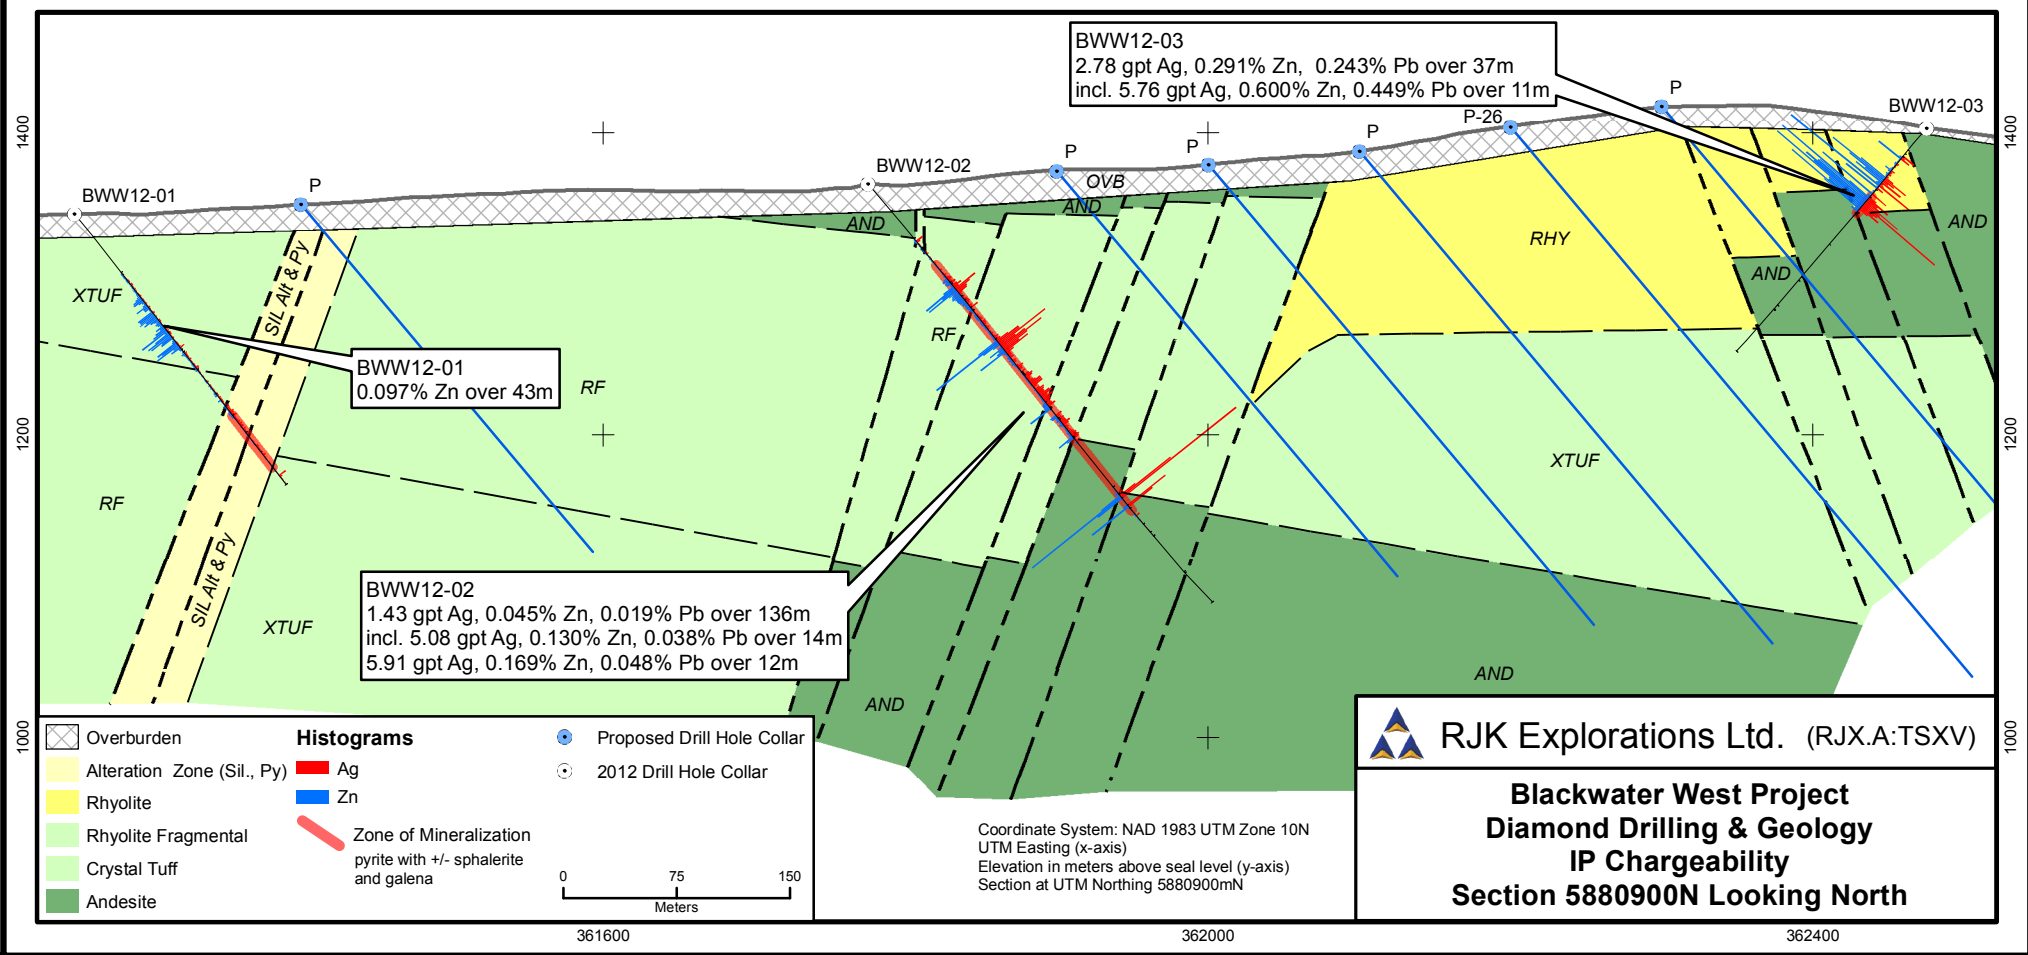 BWW12-03
2.78 gpt Ag, 0.291% Zn, 0.243% Pb over 37m
incl. 5.76 gpt Ag, 0.600% Zn, 0.449% Pb over 11m
P
P-26
BWW12-03
1400
1400
P
P
P
BWW12-02
P
BWW12-01
OVB
AND
AND
AND
RHY
AND
XTUF
SIL Alt & Py
RF
BWW12-01
0.097% Zn over 43m
RF
1200
1200
XTUF
RF
SIL Alt & Py
XTUF
BWW12-02
1.43 gpt Ag, 0.045% Zn, 0.019% Pb over 136m
incl. 5.08 gpt Ag, 0.130% Zn, 0.038% Pb over 14m
5.91 gpt Ag, 0.169% Zn, 0.048% Pb over 12m
AND
AND
1000
1000
Overburden
Alteration Zone (Sil., Py)
Rhyolite
Rhyolite Fragmental
Crystal Tuff
Andesite
Histograms
Ag
Zn
Zone of Mineralization
pyrite with +/- sphalerite
and galena
Proposed Drill Hole Collar
2012 Drill Hole Collar
0 75 150
Meters
Coordinate System: NAD 1983 UTM Zone 10N
UTM Easting (x-axis)
Elevation in meters above seal level (y-axis)
Section at UTM Northing 5880900mN
RJK Explorations Ltd. (RJX.A:TSXV)
Blackwater West Project
Diamond Drilling & Geology
IP Chargeability
Section 5880900N Looking North
361600
362000
362400